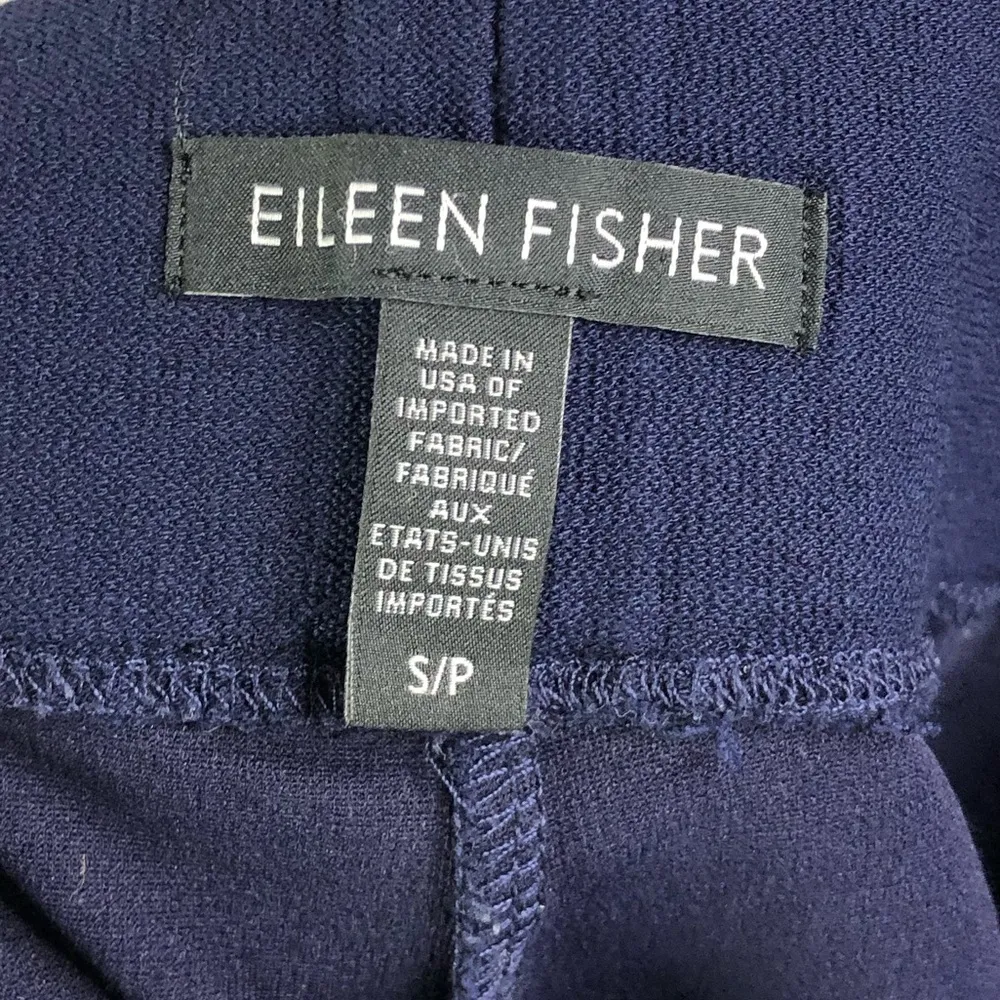 EILEEN FISHER
MADE IN
USA OF
IMPORTED
FABRIC/
FABRIQUÉ
AUX
ETATS-UNIS
DE TISSUS
IMPORTÉS
S/P